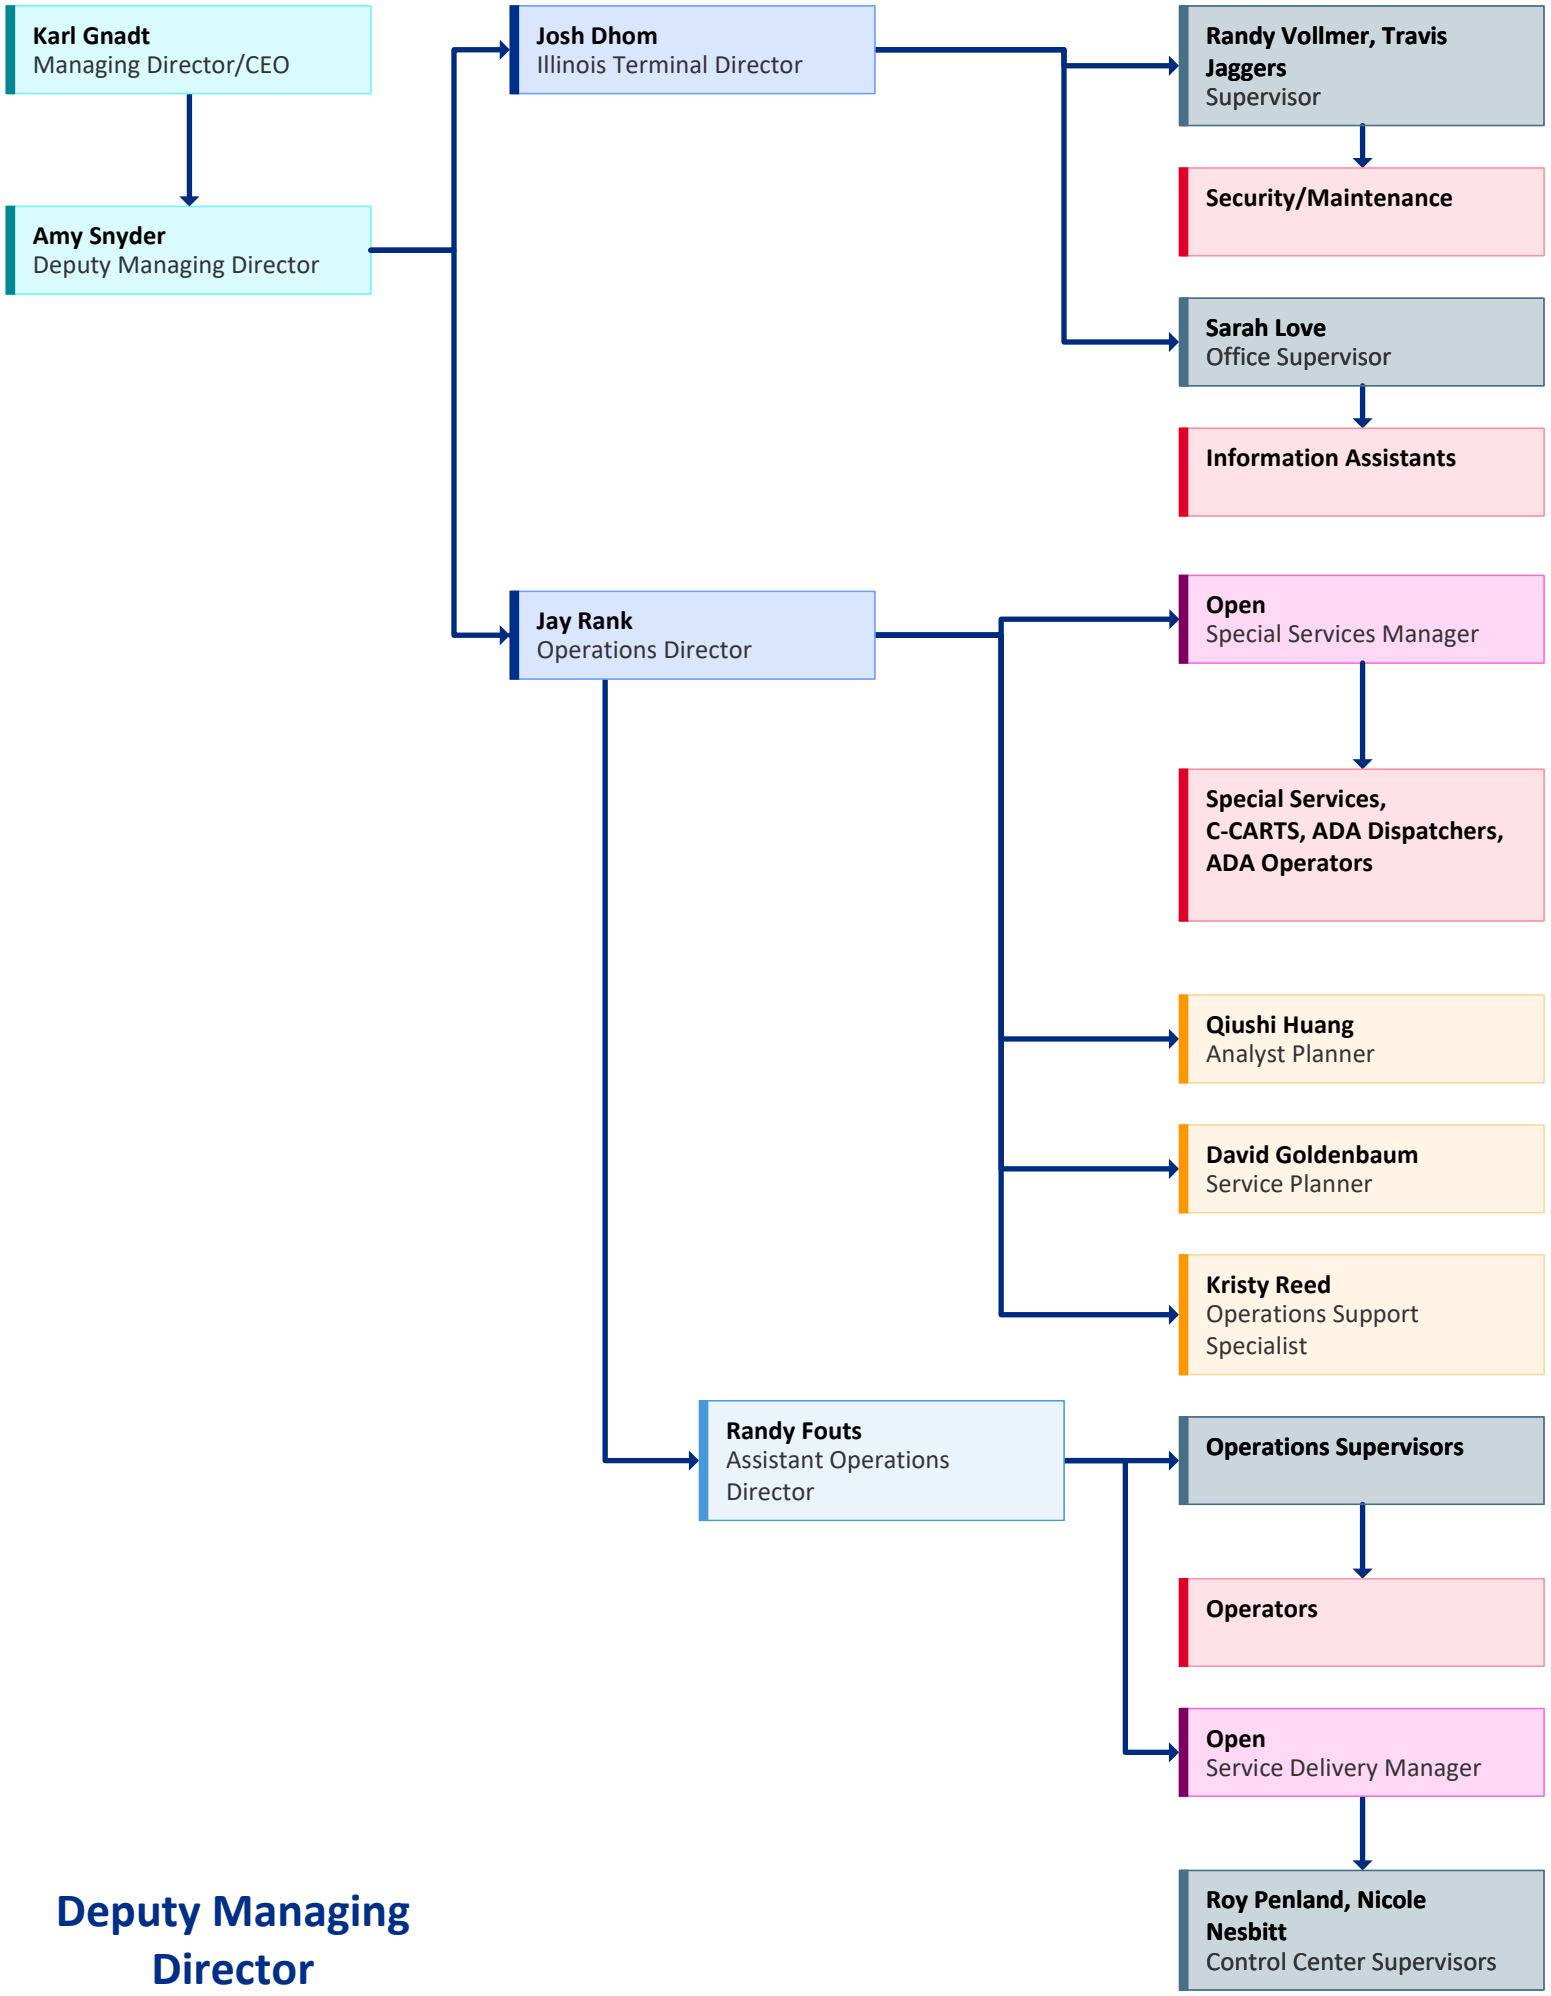 Karl Gnadt
Managing Director/CEO
Amy Snyder
Deputy Managing Director
Josh Dhom
Illinois Terminal Director
Randy Vollmer, Travis
Jaggers
Supervisor
Security/Maintenance
Sarah Love
Office Supervisor
Information Assistants
Jay Rank
Operations Director
Open
Special Services Manager
Special Services,
C-CARTS, ADA Dispatchers,
ADA Operators
Qiushi Huang
Analyst Planner
David Goldenbaum
Service Planner
Kristy Reed
Operations Support
Specialist
Randy Fouts
Assistant Operations
Director
Operations Supervisors
Operators
Open
Service Delivery Manager
Roy Penland, Nicole
Nesbitt
Control Center Supervisors
Deputy Managing
Director